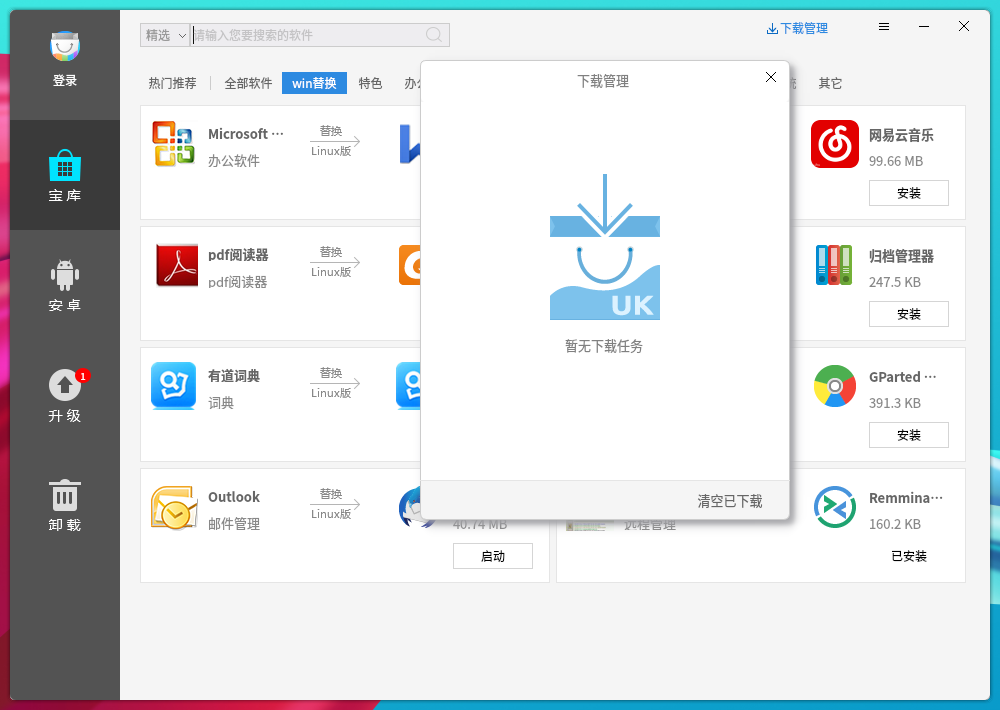 精选
请输入您要搜索的软件
下载管理
登录
宝库
安卓
1
升级
卸载
热门推荐
全部软件
win替换
特色
其它
下载管理
暂无下载任务
UK
清空已下载
Microsoft ···
办公软件
替换
Linux版
网易云音乐
99.66 MB
安装
pdf阅读器
pdf阅读器
替换
Linux版
归档管理器
247.5 KB
安装
有道词典
词典
替换
Linux版
GParted ···
391.3 KB
安装
Outlook
邮件管理
替换
Linux版
40.74 MB
启动
远程管理
Remmina···
160.2 KB
已安装